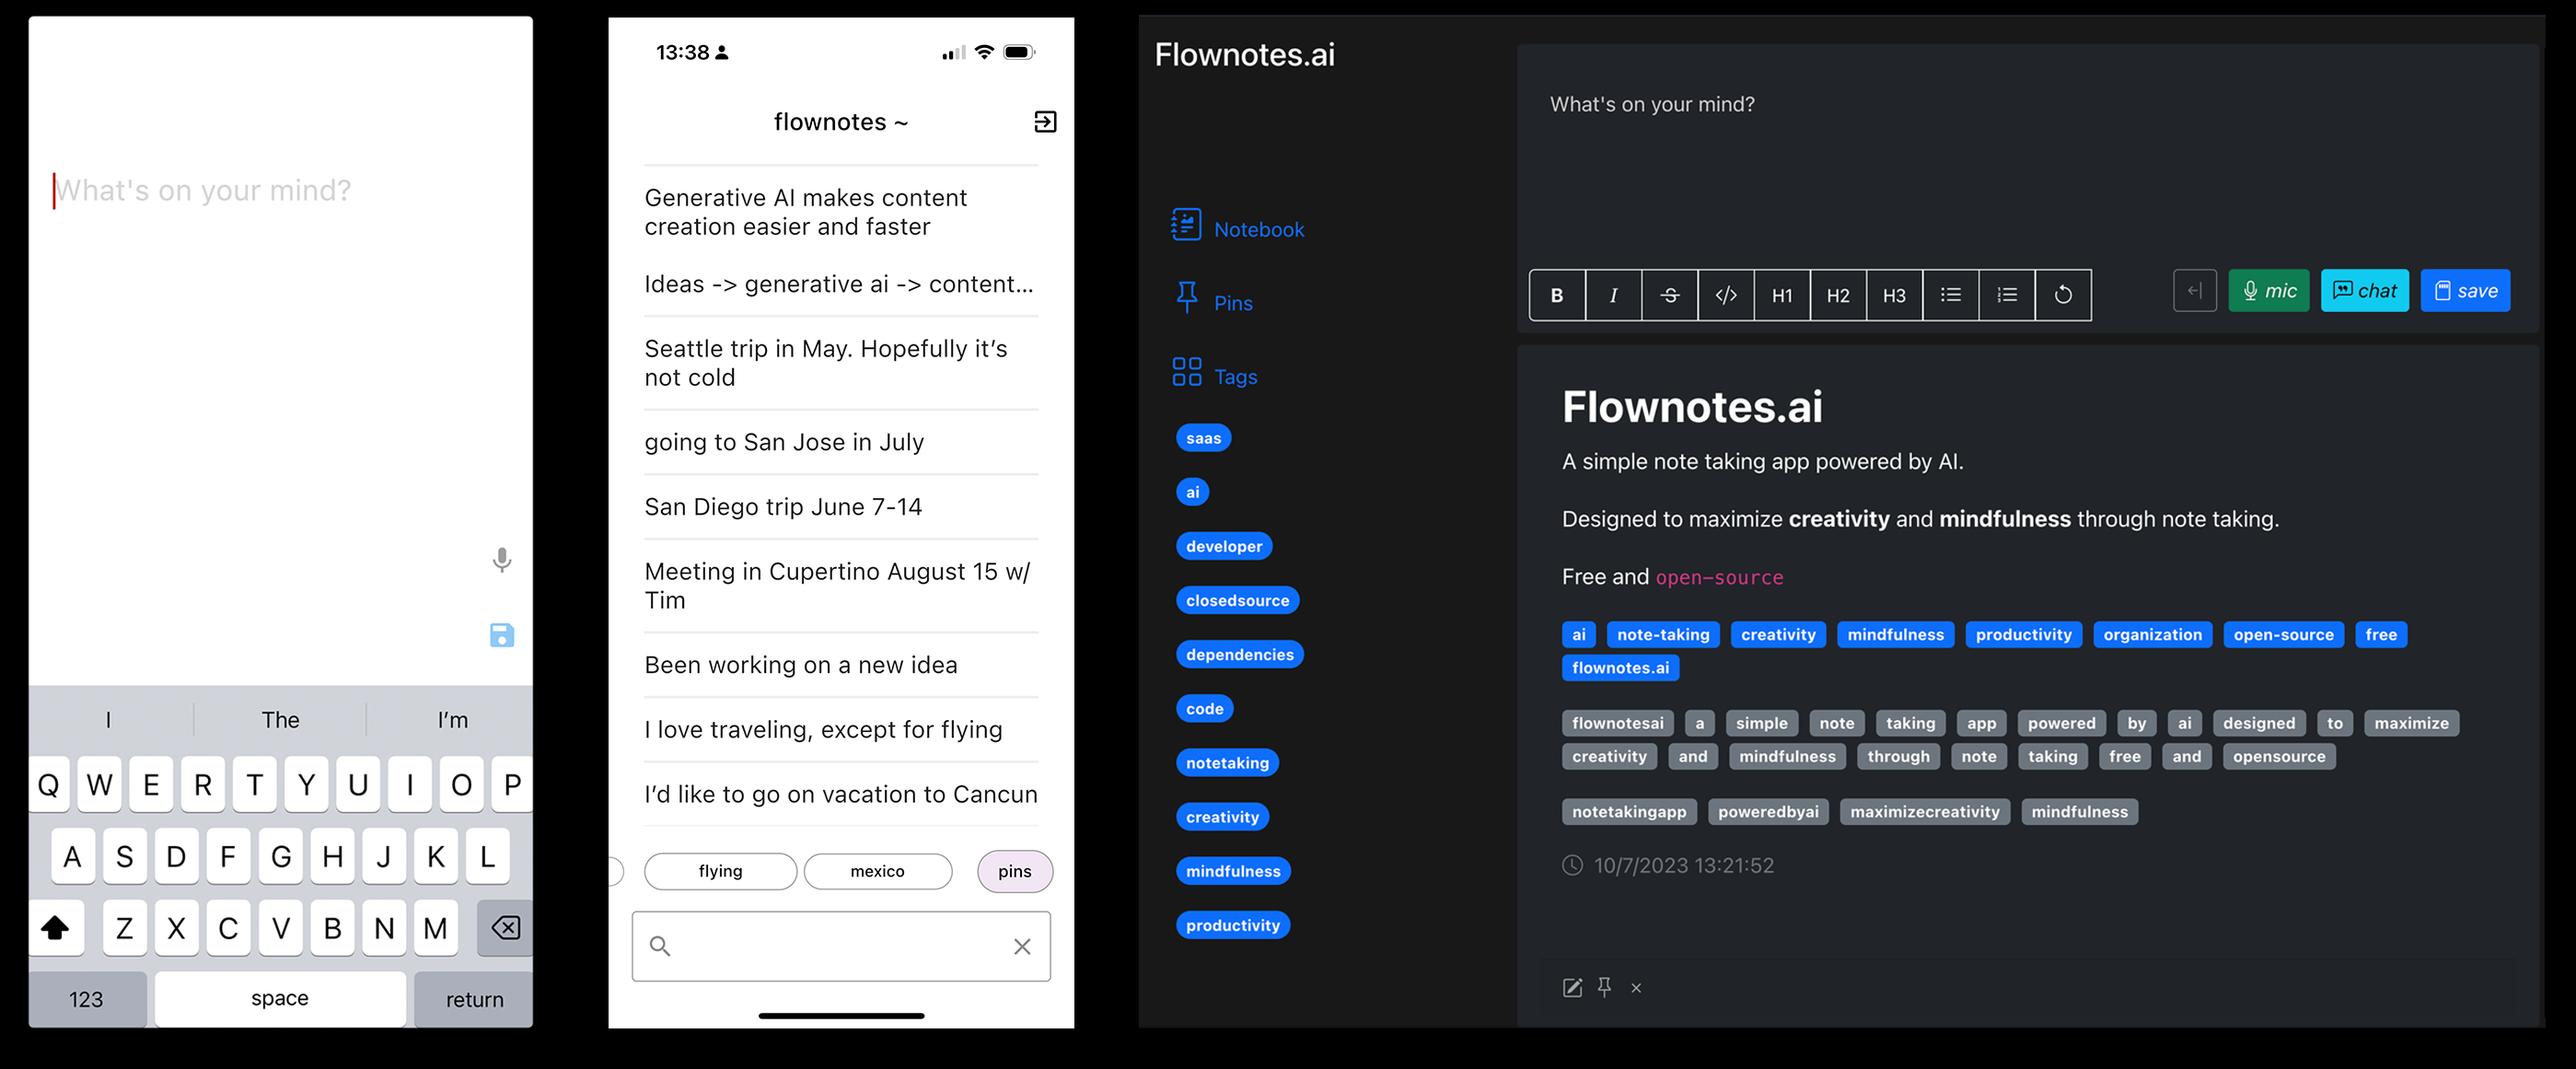 What's on your mind?
I The I'm
Q W E R T Y U I O P
A S D F G H J K L
Z X C V B N M
123 space return
13:38
flownotes ~
Generative AI makes content
creation easier and faster
Ideas -> generative ai -> content...
Seattle trip in May. Hopefully it’s
not cold
going to San Jose in July
San Diego trip June 7-14
Meeting in Cupertino August 15 w/
Tim
Been working on a new idea
I love traveling, except for flying
I’d like to go on vacation to Cancun
flying mexico pins
Flownotes.ai
Notebook
Pins
Tags
saas
ai
developer
closedsource
dependencies
code
notetaking
creativity
mindfulness
productivity
What's on your mind?
B I S </> H1 H2 H3 mic chat save
Flownotes.ai
A simple note taking app powered by AI.
Designed to maximize creativity and mindfulness through note taking.
Free and open-source
ai note-taking creativity mindfulness productivity organization open-source free
flownotes.ai
flownotesai a simple note taking app powered by ai designed to maximize
creativity and mindfulness through note taking free and opensource
notetakingapp poweredbyai maximizecreativity mindfulness
10/7/2023 13:21:52